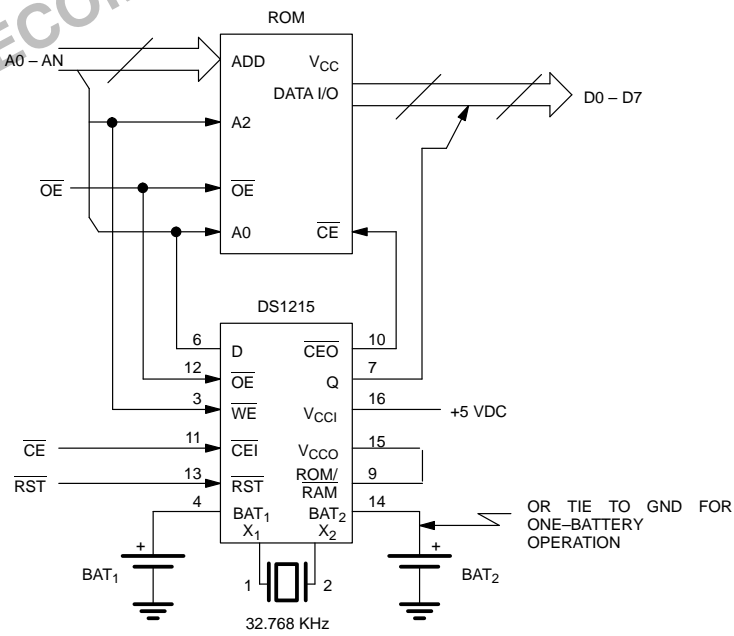 ECO
ROM
A0 – AN
ADD
VCC
DATA I/O
D0 – D7
A2
OE
OE
A0
CE
DS1215
6
D
CEO
10
12
OE
Q
7
3
WE
VCCI
16
+5 VDC
CE
11
CEI
VCCO
15
RST
13
RST
ROM/
RAM
9
4
BAT1
BAT2
14
X1
X2
OR TIE TO GND FOR
ONE–BATTERY
OPERATION
+
BAT1
1
2
+
BAT2
32.768 KHz